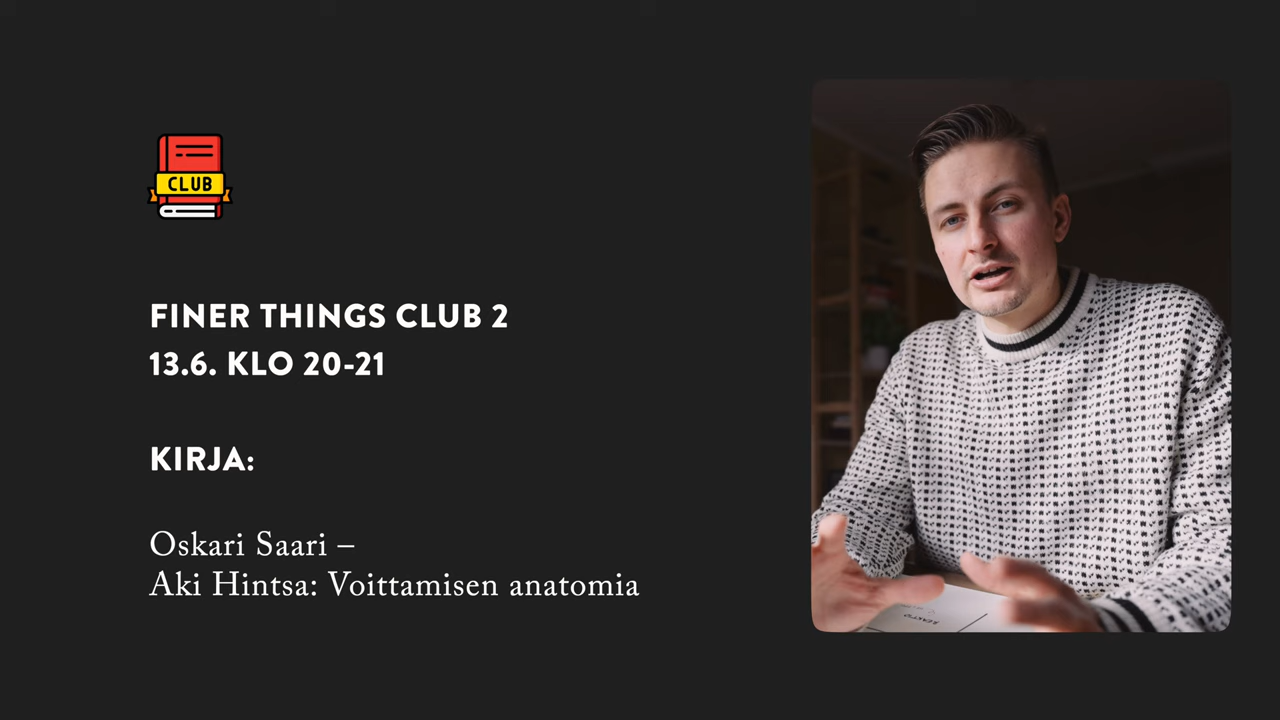 CLUB
FINER THINGS CLUB 2
13.6. KLO 20-21
KIRJA:
Oskari Saari –
Aki Hintsa: Voittamisen anatomia